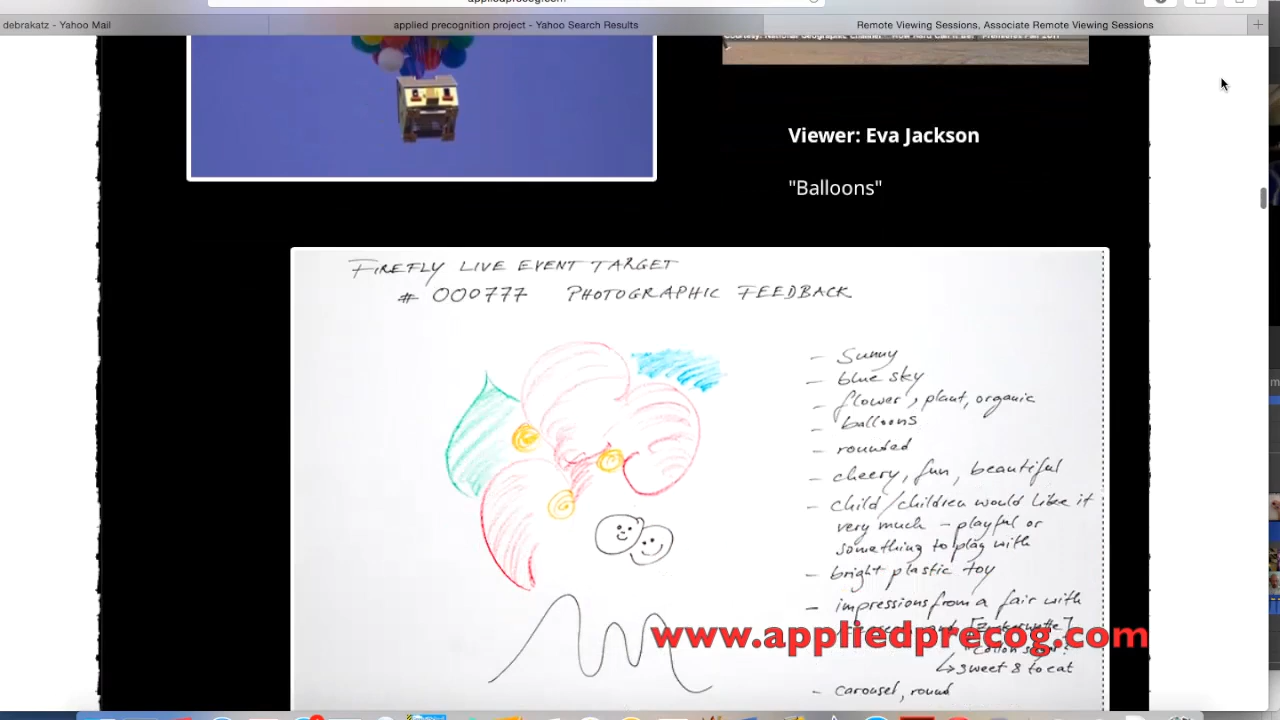 appliedprecog.com
debrakatz - Yahoo Mail
applied precognition project - Yahoo Search Results
Remote Viewing Sessions, Associate Remote Viewing Sessions
Viewer: Eva Jackson
"Balloons"
FIREFLY LIVE EVENT TARGET
# 000777 PHOTOGRAPHIC FEEDBACK
- Sunny
- blue sky
- flower, plant, organic
- balloons
- rounded
- cheery, fun, beautiful
- child/children would like it
very much - playful or
something to play with
- bright plastic toy
- impressions from a fair with
www.appliedprecog.com
↳ sweet & to eat
- carousel, round